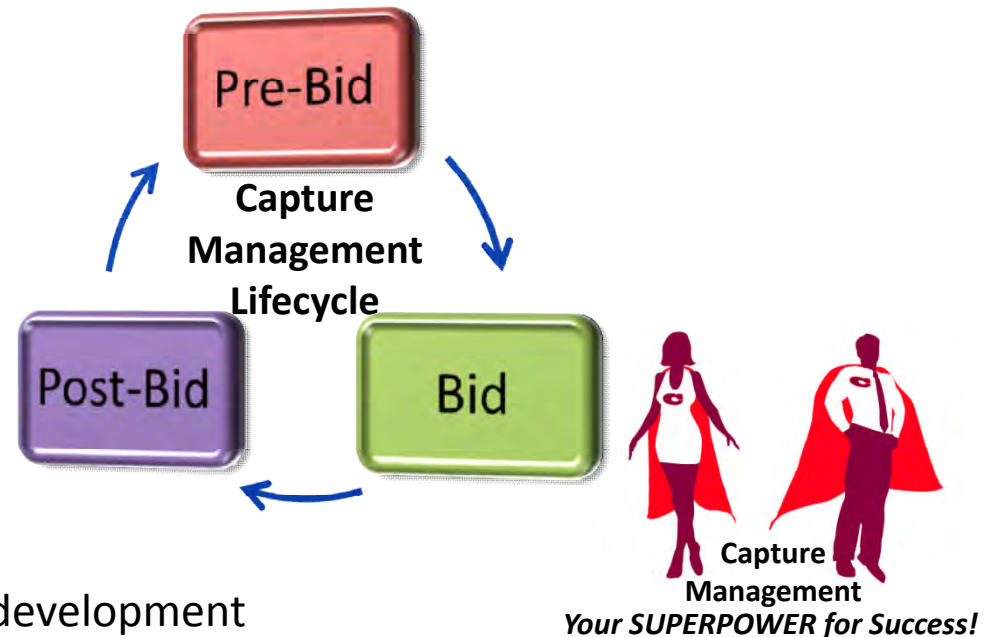 Pre-Bid
Capture
Management
Lifecycle
Post-Bid
Bid
Capture
Management
Your SUPERPOWER for Success!
development